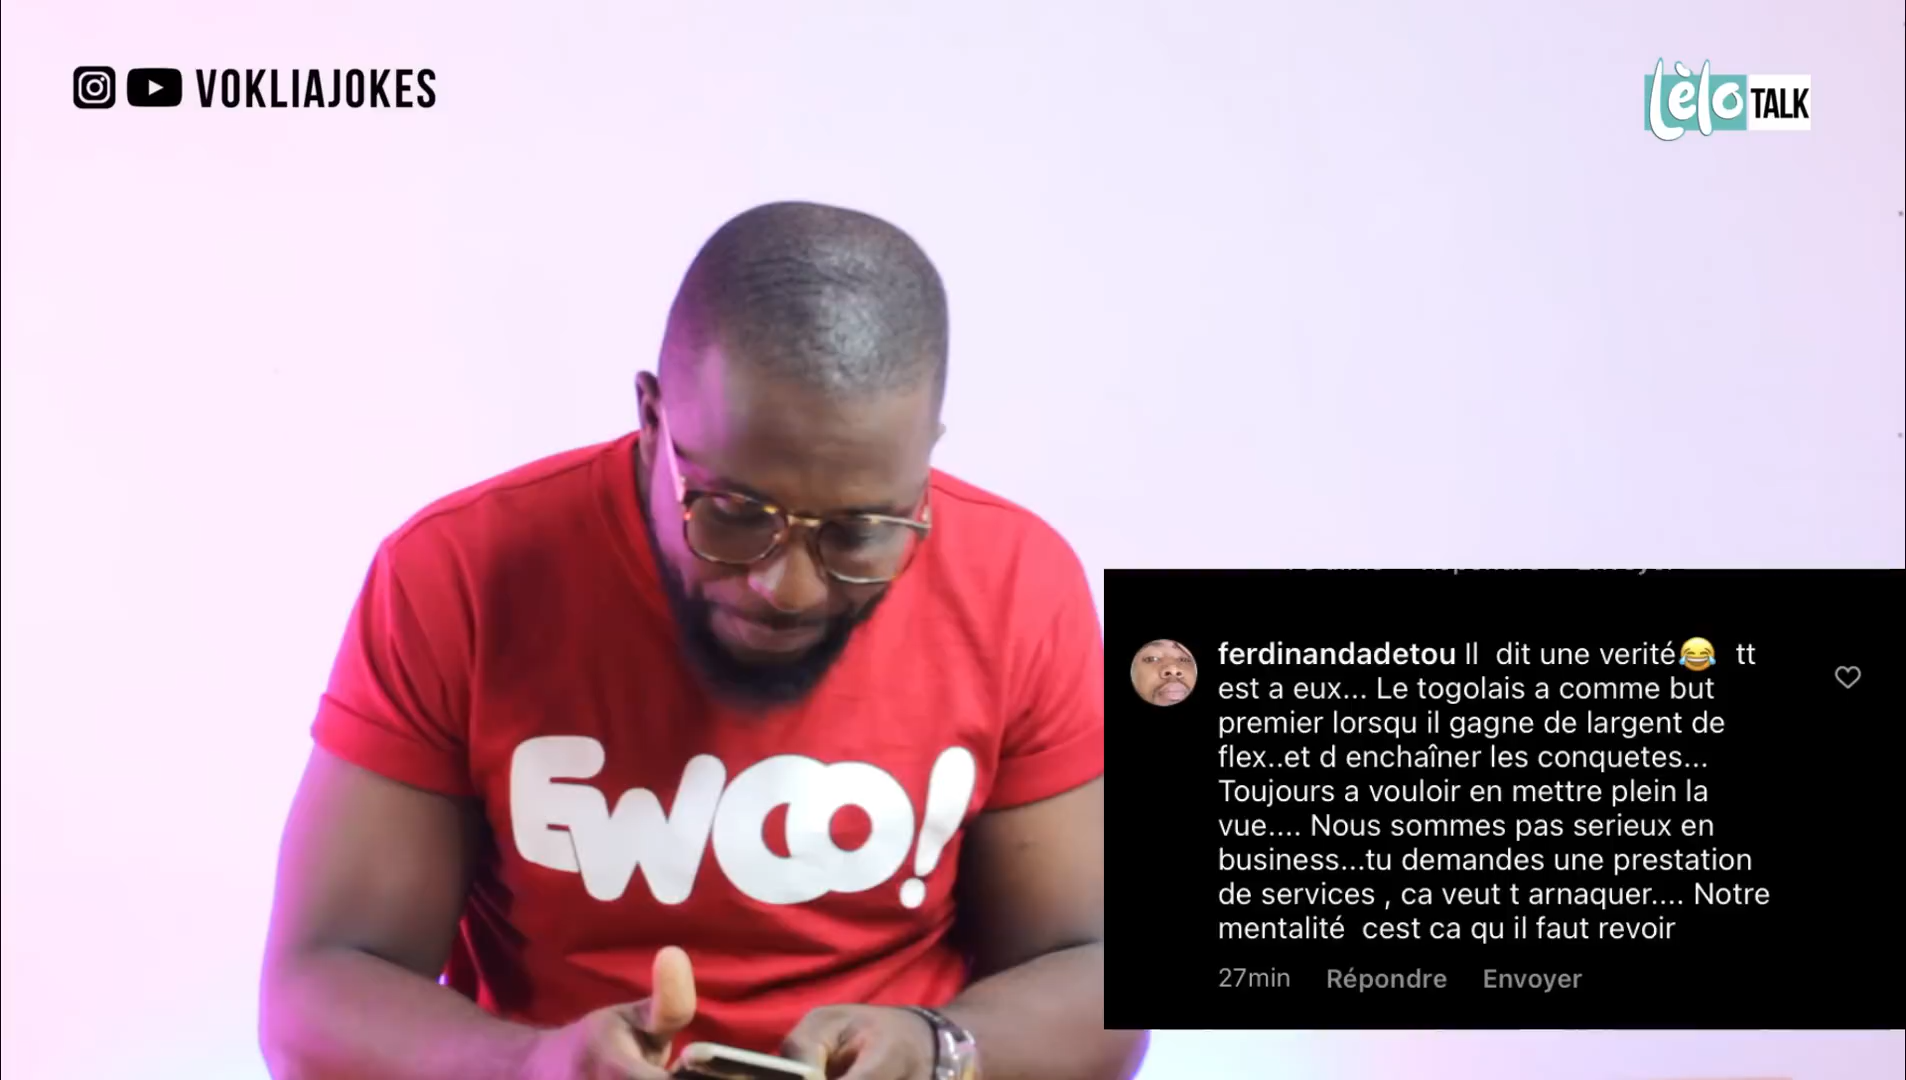 VOKLIAJOKES
Lèlo TALK
EWOO!
ferdinandadetou Il dit une verité😂 tt
est a eux... Le togolais a comme but
premier lorsqu il gagne de largent de
flex..et d enchaîner les conquetes...
Toujours a vouloir en mettre plein la
vue.... Nous sommes pas serieux en
business...tu demandes une prestation
de services , ca veut t arnaquer.... Notre
mentalité cest ca qu il faut revoir
27min Répondre Envoyer